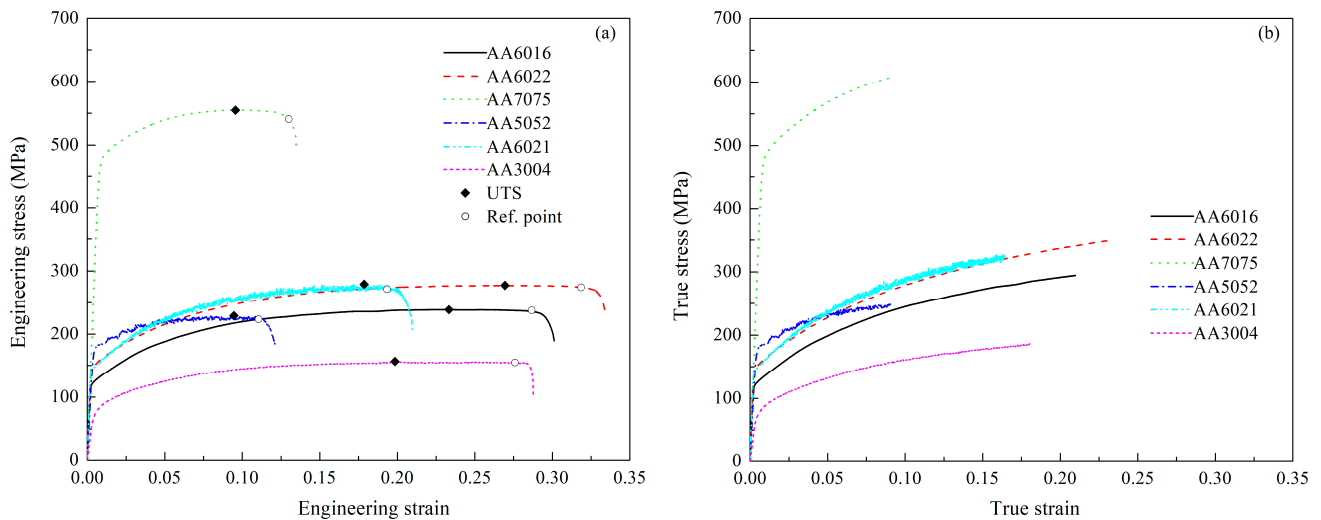 (a)
Engineering stress (MPa)
700
600
500
400
300
200
100
0
AA6016
AA6022
AA7075
AA5052
AA6021
AA3004
UTS
Ref. point
0.00 0.05 0.10 0.15 0.20 0.25 0.30 0.35
Engineering strain
(b)
True stress (MPa)
700
600
500
400
300
200
100
0
AA6016
AA6022
AA7075
AA5052
AA6021
AA3004
0.00 0.05 0.10 0.15 0.20 0.25 0.30 0.35
True strain